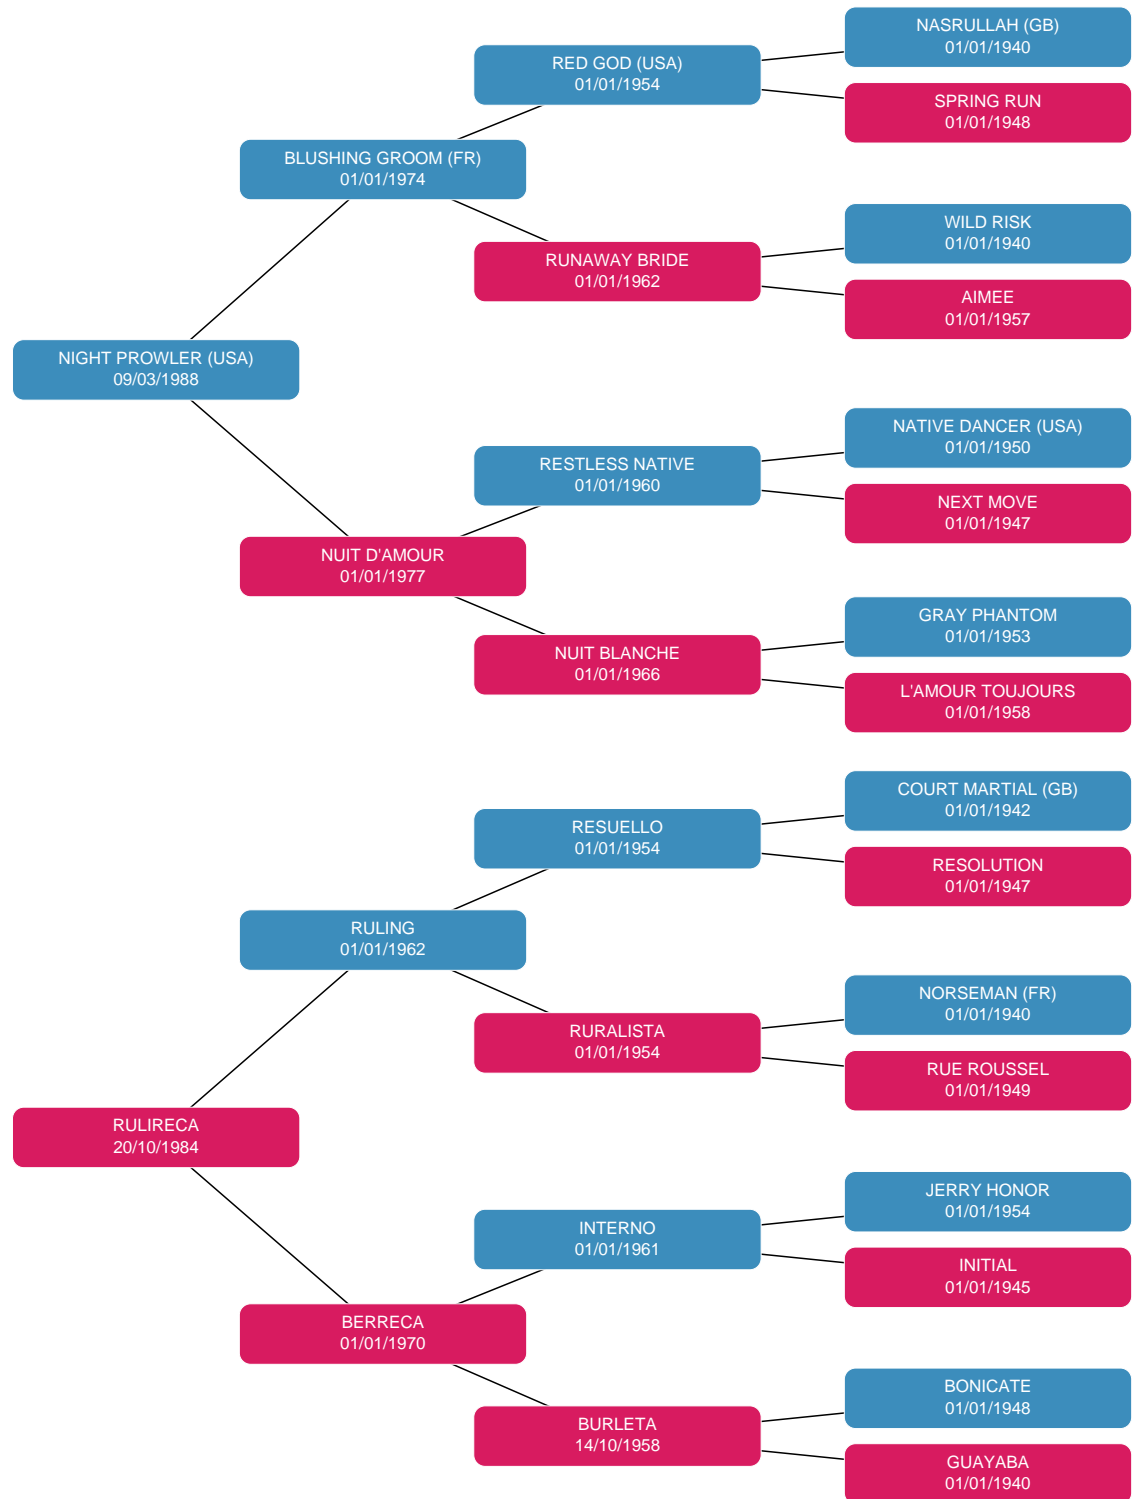 NASRULLAH (GB)
01/01/1940
RED GOD (USA)
01/01/1954
SPRING RUN
01/01/1948
BLUSHING GROOM (FR)
01/01/1974
WILD RISK
01/01/1940
RUNAWAY BRIDE
01/01/1962
AIMEE
01/01/1957
NIGHT PROWLER (USA)
09/03/1988
NATIVE DANCER (USA)
01/01/1950
RESTLESS NATIVE
01/01/1960
NEXT MOVE
01/01/1947
NUIT D'AMOUR
01/01/1977
GRAY PHANTOM
01/01/1953
NUIT BLANCHE
01/01/1966
L'AMOUR TOUJOURS
01/01/1958
COURT MARTIAL (GB)
01/01/1942
RESUELLO
01/01/1954
RESOLUTION
01/01/1947
RULING
01/01/1962
NORSEMAN (FR)
01/01/1940
RURALISTA
01/01/1954
RUE ROUSSEL
01/01/1949
RULIRECA
20/10/1984
JERRY HONOR
01/01/1954
INTERNO
01/01/1961
INITIAL
01/01/1945
BERRECA
01/01/1970
BONICATE
01/01/1948
BURLETA
14/10/1958
GUAYABA
01/01/1940